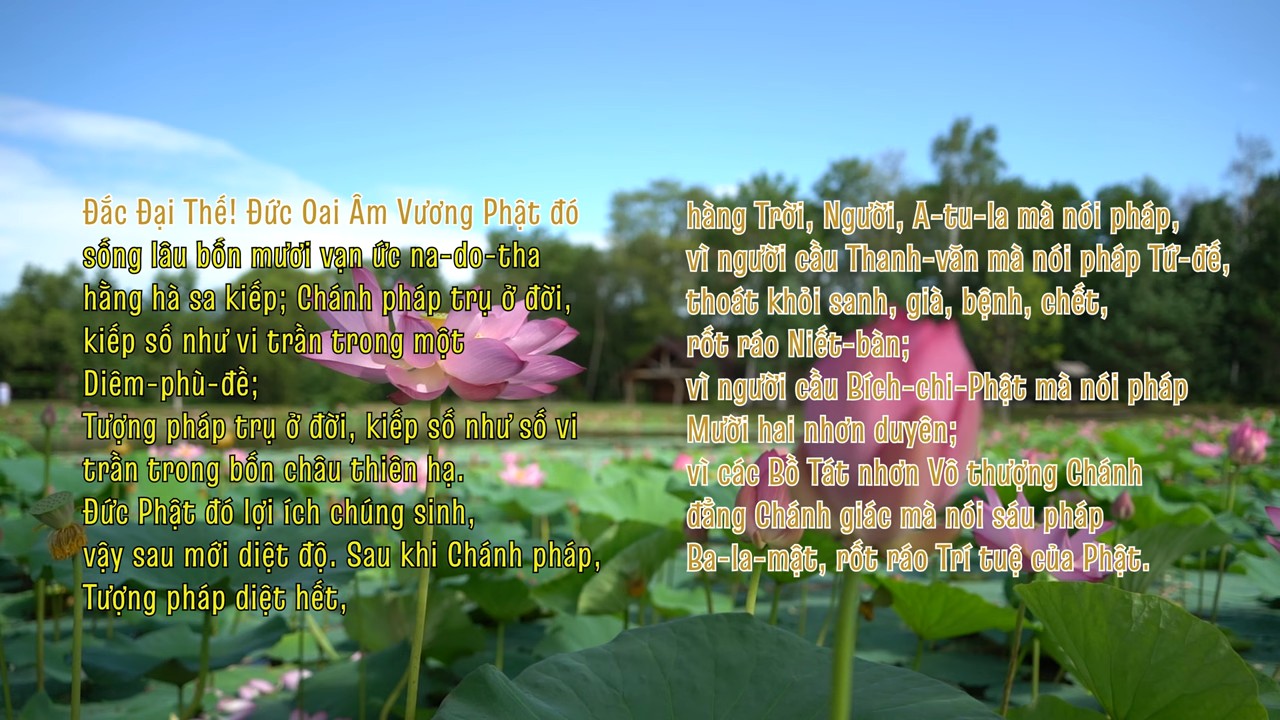 Đắc Đại Thế! Đức Oai Âm Vương Phật đó
sống lâu bốn mươi vạn ức na-do-tha
hằng hà sa kiếp; Chánh pháp trụ ở đời,
kiếp số như vi trần trong một
Diêm-phù-đề;
Tượng pháp trụ ở đời, kiếp số như số vi
trần trong bốn châu thiên hạ.
Đức Phật đó lợi ích chúng sinh,
vậy sau mới diệt độ. Sau khi Chánh pháp,
Tượng pháp diệt hết,
hàng Trời, Người, A-tu-la mà nói pháp,
vì người cầu Thanh-văn mà nói pháp Tứ-đế,
thoát khỏi sanh, già, bệnh, chết,
rốt ráo Niết-bàn;
vì người cầu Bích-chi-Phật mà nói pháp
Mười hai nhơn duyên;
vì các Bồ Tát nhơn Vô thượng Chánh
đẳng Chánh giác mà nói sáu pháp
Ba-la-mật, rốt ráo Trí tuệ của Phật.